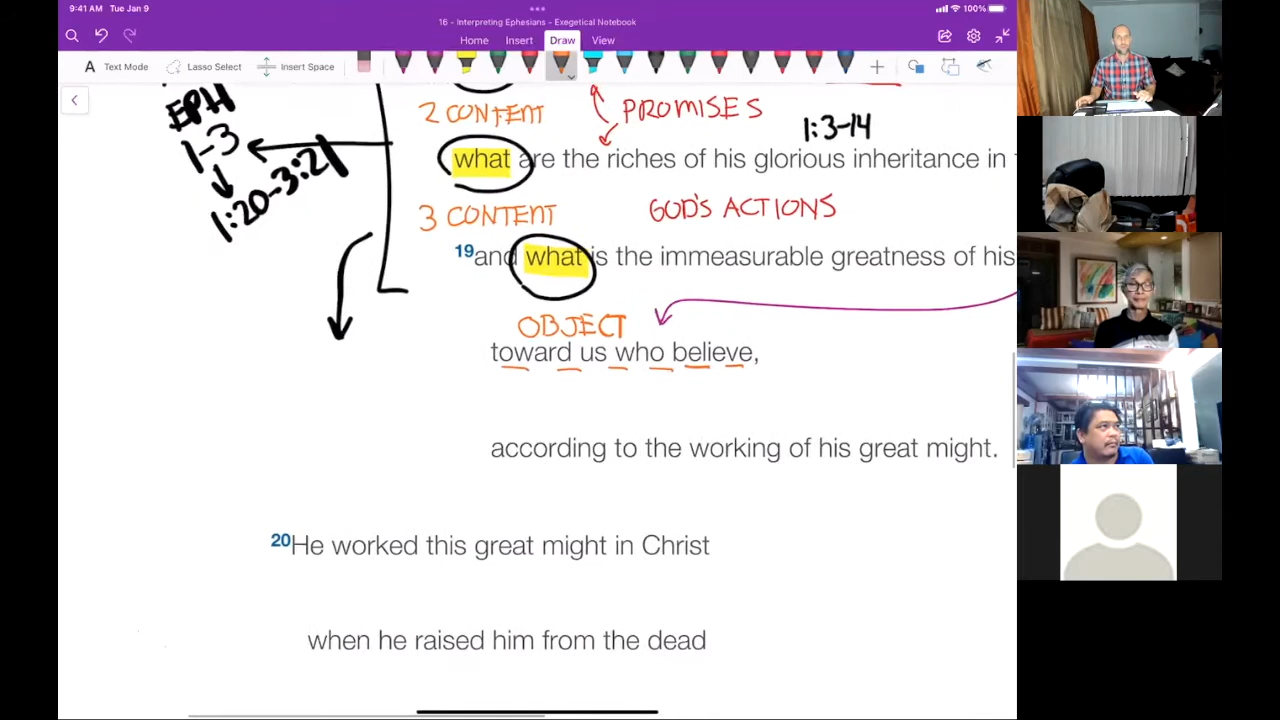 9:41 AM Tue Jan 9
100%
16 - Interpreting Ephesians - Exegetical Notebook
Home Insert Draw View
A Text Mode Lasso Select Insert Space
EPH
1-3
1:20-3:21
2 CONTENT
PROMISES
1:3-14
what are the riches of his glorious inheritance in
3 CONTENT
GOD'S ACTIONS
19and what is the immeasurable greatness of his
OBJECT
toward us who believe,
according to the working of his great might.
20He worked this great might in Christ
when he raised him from the dead